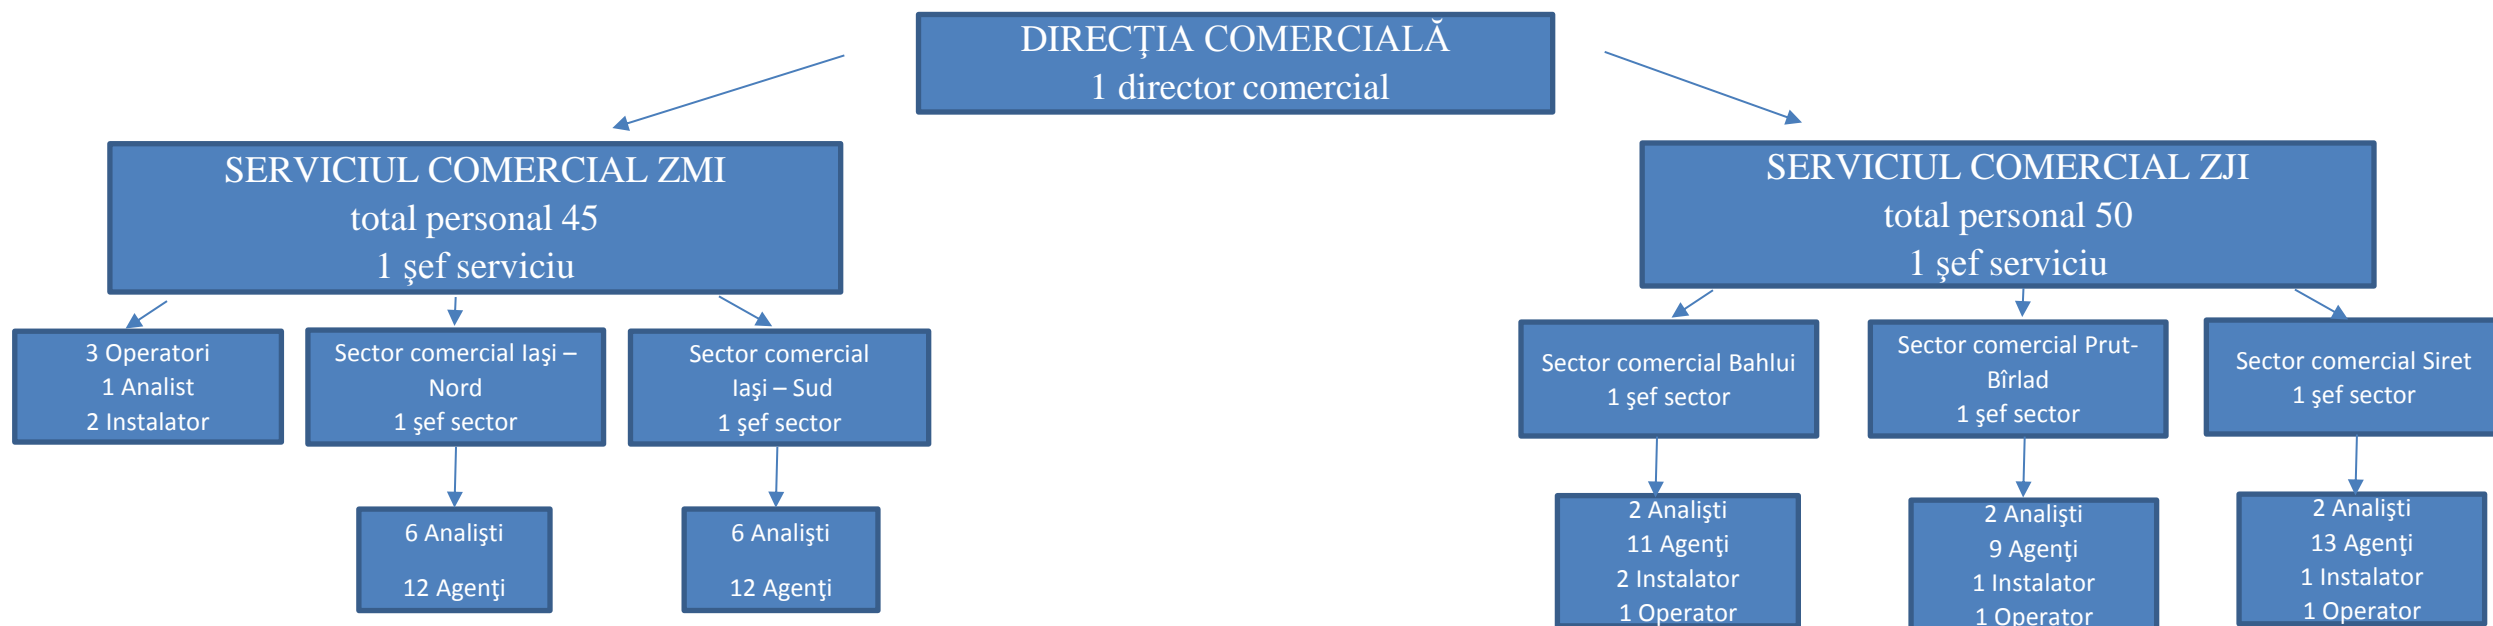 DIRECŢIA COMERCIALĂ
1 director comercial
SERVICIUL COMERCIAL ZMI
total personal 45
1 şef serviciu
SERVICIUL COMERCIAL ZJI
total personal 50
1 şef serviciu
3 Operatori
1 Analist
2 Instalator
Sector comercial Iaşi –
Nord
1 şef sector
Sector comercial
Iaşi – Sud
1 şef sector
Sector comercial Bahlui
1 şef sector
Sector comercial Prut-
Bîrlad
1 şef sector
Sector comercial Siret
1 şef sector
6 Analişti
12 Agenţi
6 Analişti
12 Agenţi
2 Analişti
11 Agenţi
2 Instalator
1 Operator
2 Analişti
9 Agenţi
1 Instalator
1 Operator
2 Analişti
13 Agenţi
1 Instalator
1 Operator